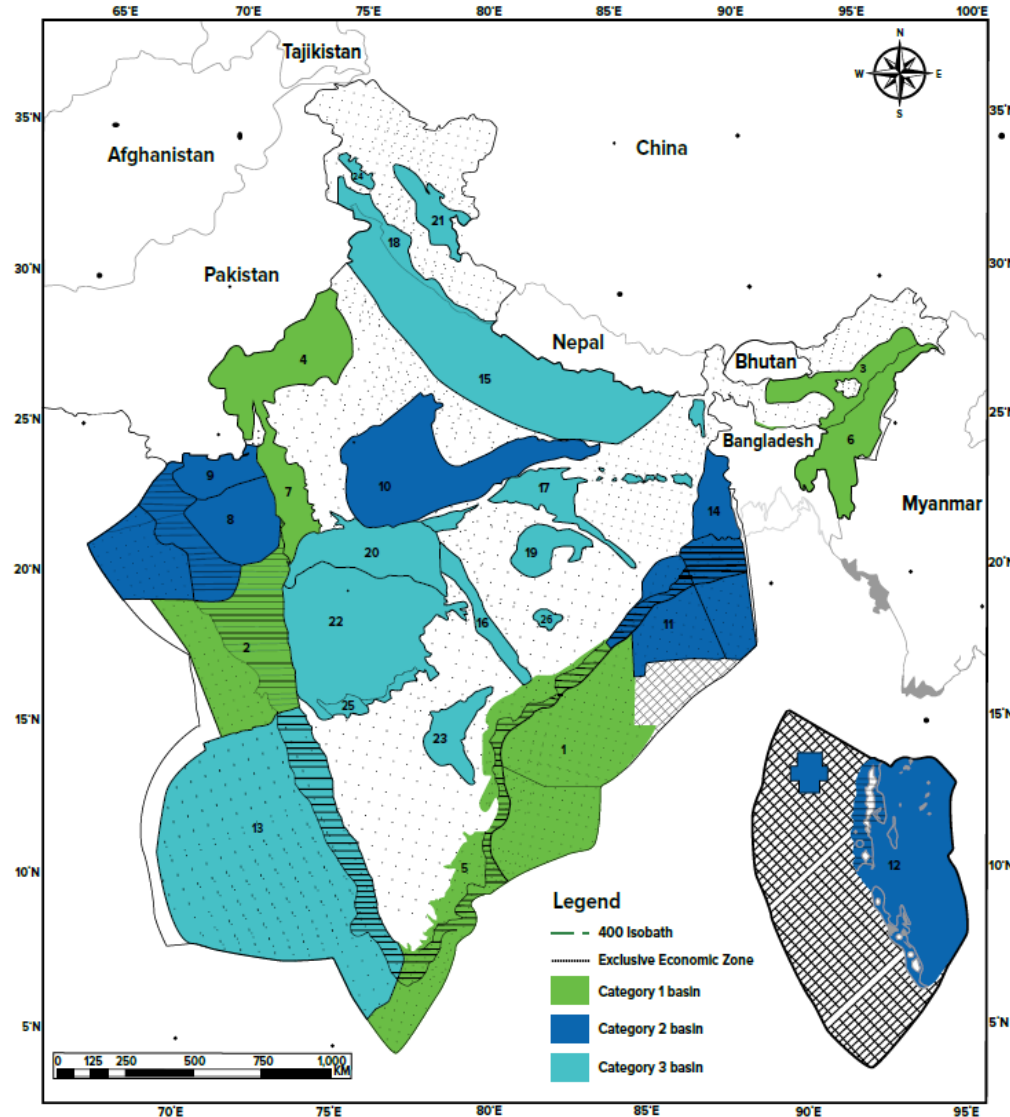 65°E 70°E 75°E 80°E 85°E 90°E 95°E 100°E
Tajikistan
N
W E
S
35°N
35°N
Afghanistan
China
24
21
18
30°N
30°N
Pakistan
Nepal
Bhutan
4
3
15
25°N
25°N
Bangladesh
6
9
7
10
17
14
Myanmar
8
20
19
20°N
20°N
22
16
26
11
2
25
15°N
15°N
23
1
13
12
10°N
10°N
5
Legend
400 Isobath
Exclusive Economic Zone
Category 1 basin
Category 2 basin
Category 3 basin
5°N
5°N
0 125 250 500 750 1,000
KM
70°E 75°E 80°E 85°E 90°E 95°E